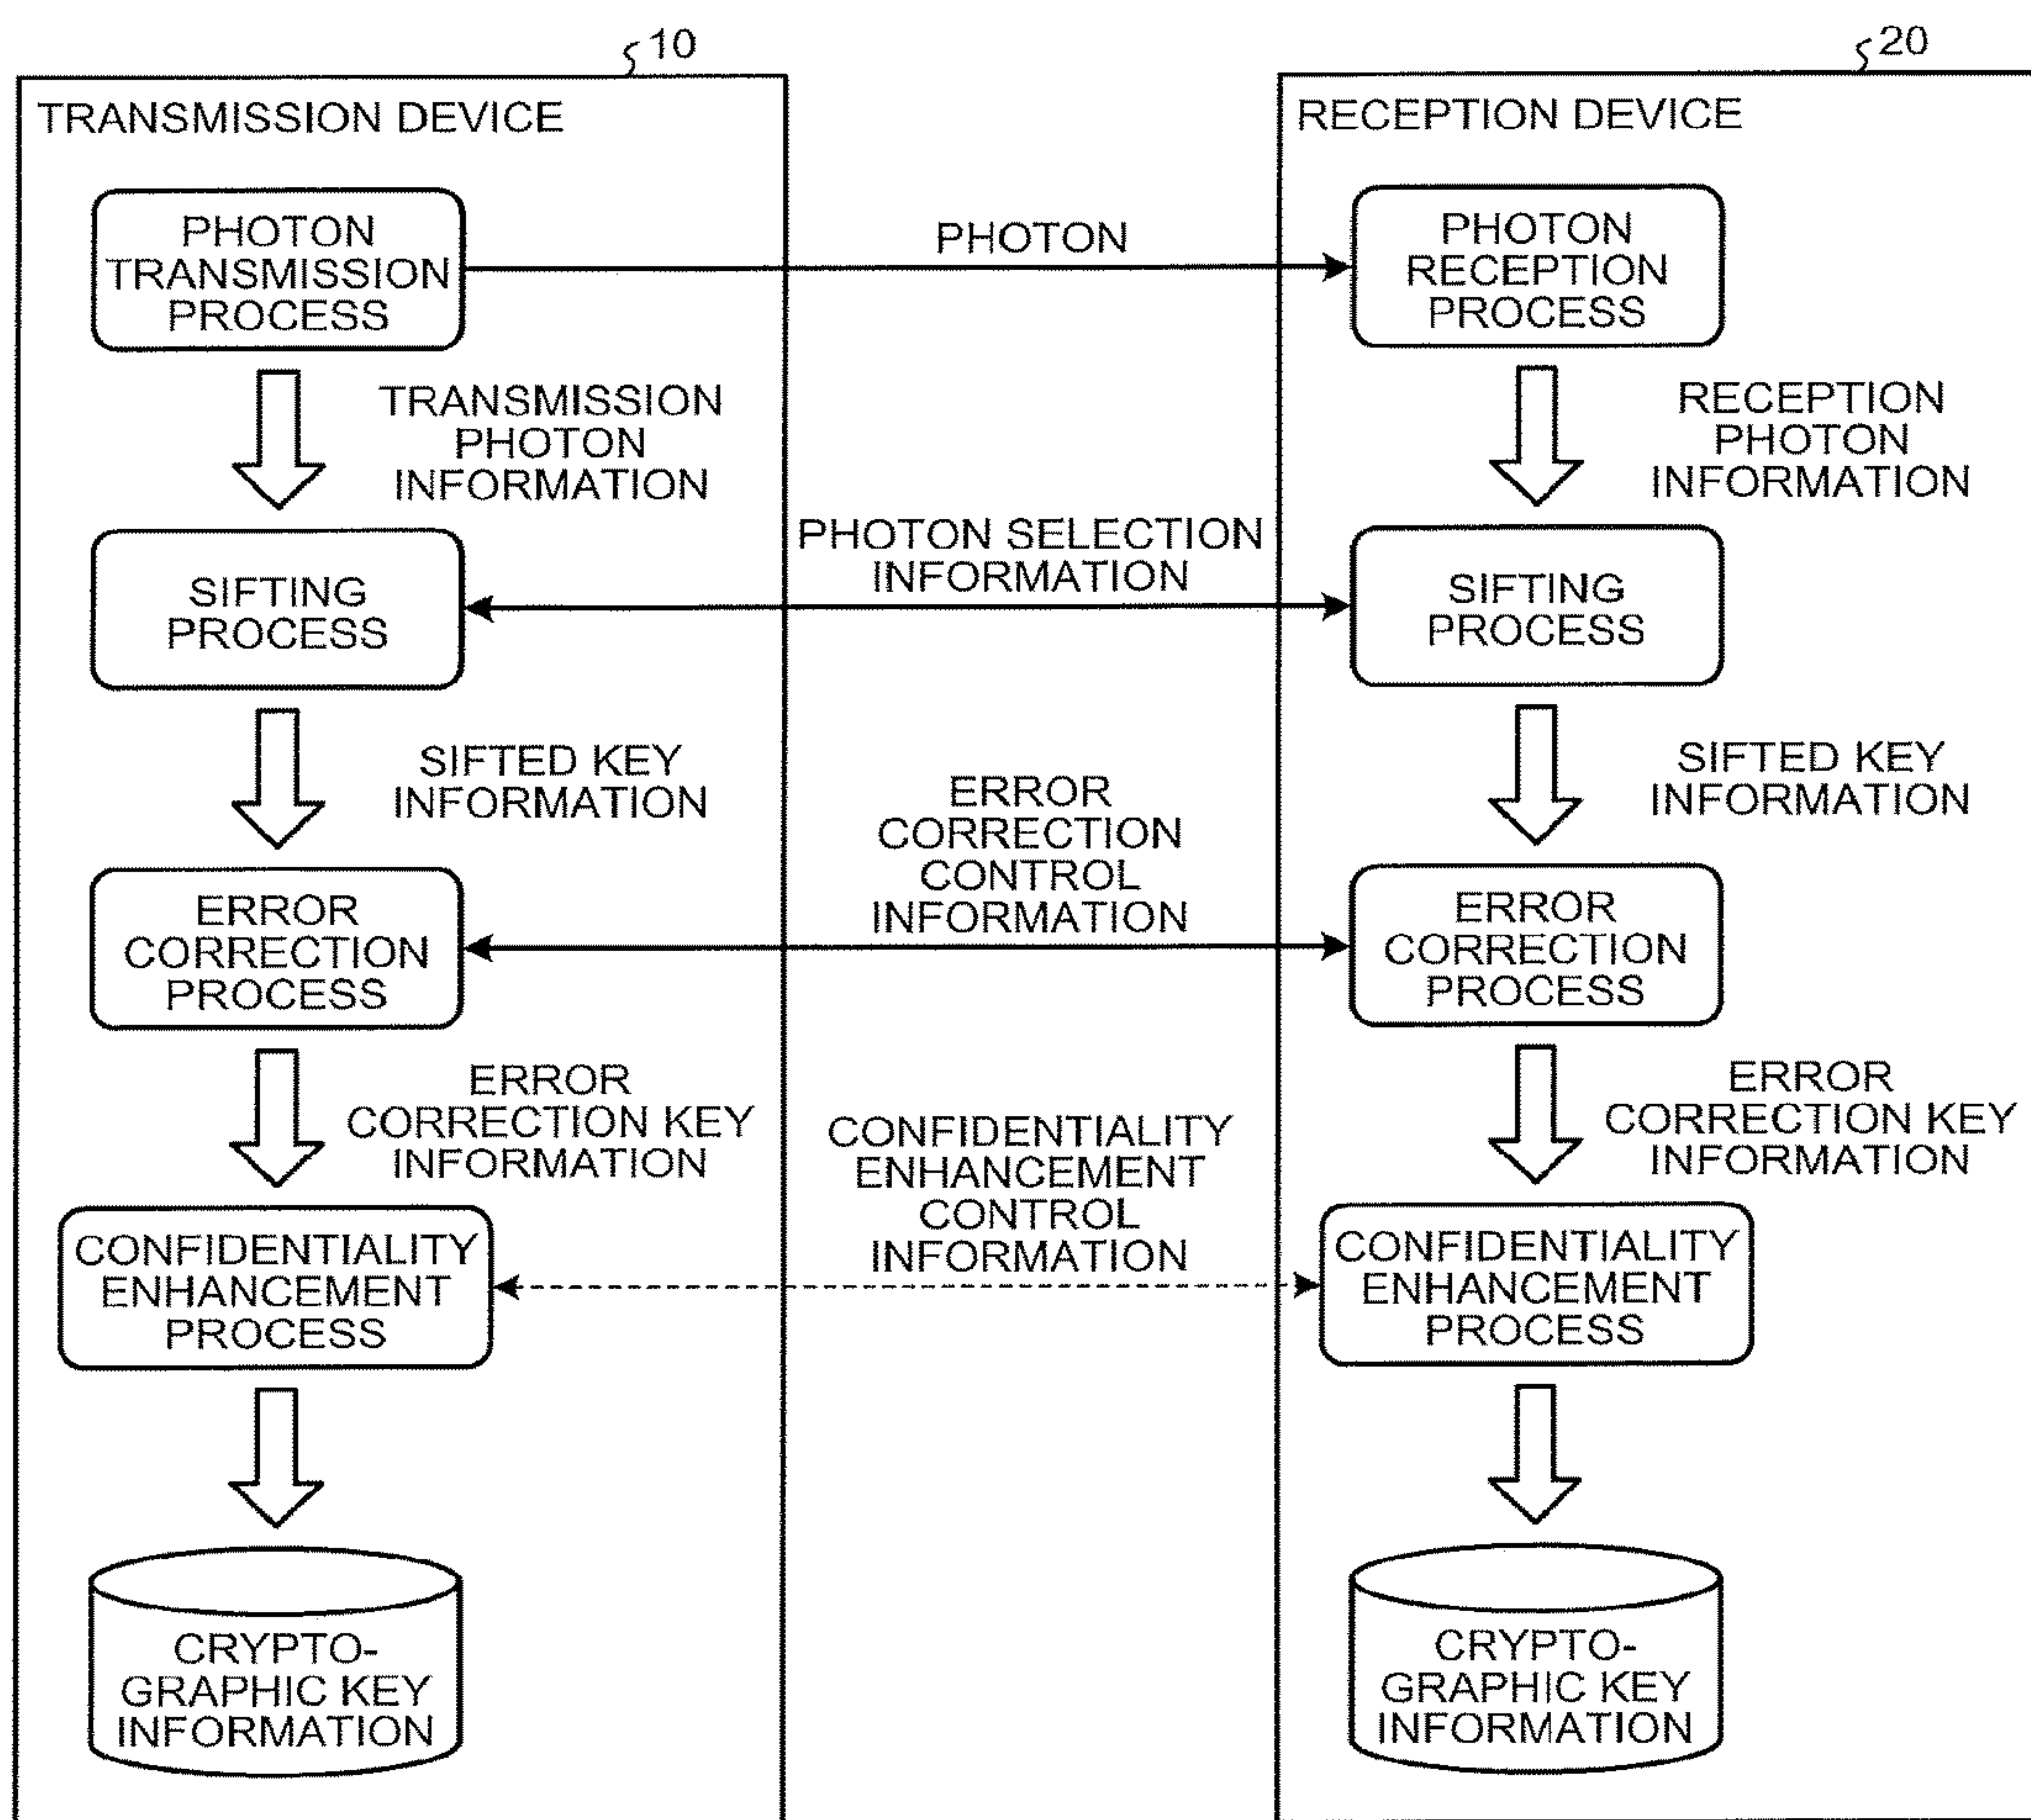 10
20
TRANSMISSION DEVICE
RECEPTION DEVICE
PHOTON
TRANSMISSION
PROCESS
PHOTON
PHOTON
RECEPTION
PROCESS
TRANSMISSION
PHOTON
INFORMATION
RECEPTION
PHOTON
INFORMATION
SIFTING
PROCESS
PHOTON SELECTION
INFORMATION
SIFTING
PROCESS
SIFTED KEY
INFORMATION
SIFTED KEY
INFORMATION
ERROR
CORRECTION
PROCESS
ERROR
CORRECTION
CONTROL
INFORMATION
ERROR
CORRECTION
PROCESS
ERROR
CORRECTION KEY
INFORMATION
ERROR
CORRECTION KEY
INFORMATION
CONFIDENTIALITY
ENHANCEMENT
PROCESS
CONFIDENTIALITY
ENHANCEMENT
CONTROL
INFORMATION
CONFIDENTIALITY
ENHANCEMENT
PROCESS
CRYPTO-
GRAPHIC KEY
INFORMATION
CRYPTO-
GRAPHIC KEY
INFORMATION